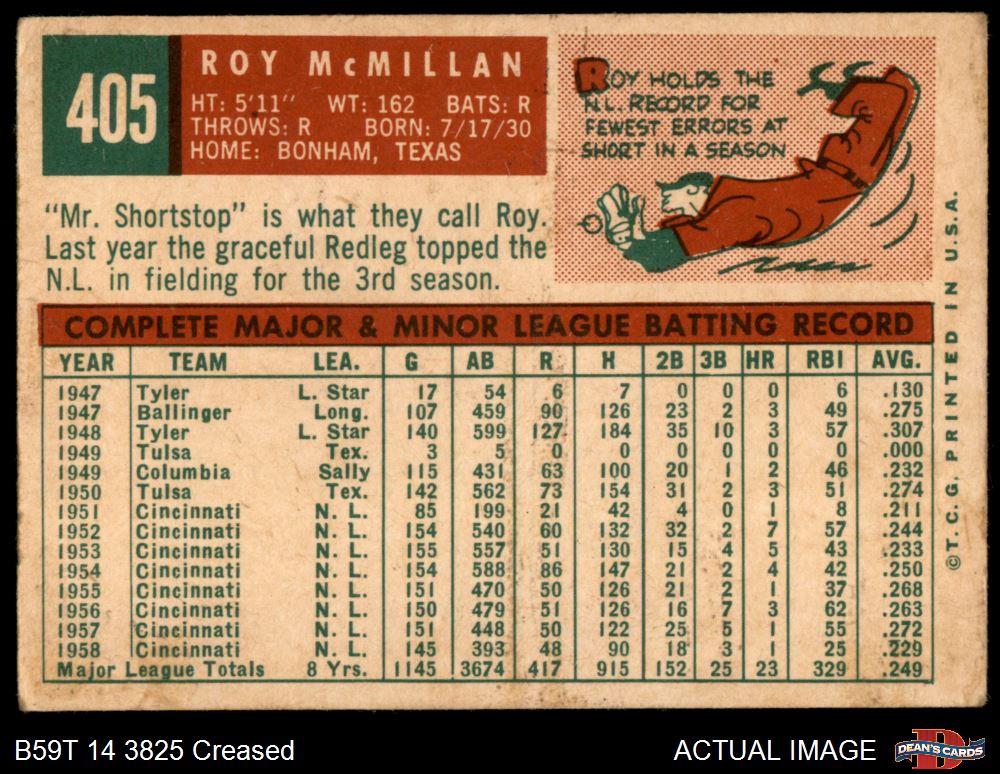 405
ROY McMILLAN
HT: 5'11" WT: 162 BATS: R
THROWS: R BORN: 7/17/30
HOME: BONHAM, TEXAS
ROY HOLDS THE
N.L. RECORD FOR
FEWEST ERRORS AT
SHORT IN A SEASON
"Mr. Shortstop" is what they call Roy.
Last year the graceful Redleg topped the
N.L. in fielding for the 3rd season.
COMPLETE MAJOR & MINOR LEAGUE BATTING RECORD
YEAR TEAM LEA. G AB R H 2B 3B HR RBI AVG.
1947 Tyler L. Star 17 54 6 7 0 0 0 6 .130
1947 Ballinger Long. 107 459 90 126 23 2 3 49 .275
1948 Tyler L. Star 140 599 127 184 35 10 3 57 .307
1949 Tulsa Tex. 3 5 0 0 0 0 0 0 .000
1949 Columbia Sally 115 431 63 100 20 1 2 46 .232
1950 Tulsa Tex. 142 562 73 154 31 2 3 51 .274
1951 Cincinnati N. L. 85 199 21 42 4 0 1 8 .211
1952 Cincinnati N. L. 154 540 60 132 32 2 7 57 .244
1953 Cincinnati N. L. 155 557 51 130 15 4 5 43 .233
1954 Cincinnati N. L. 154 588 86 147 21 2 4 42 .250
1955 Cincinnati N. L. 151 470 50 126 21 2 1 37 .268
1956 Cincinnati N. L. 150 479 51 126 16 7 3 62 .263
1957 Cincinnati N. L. 151 448 50 122 25 5 1 55 .272
1958 Cincinnati N. L. 145 393 48 90 18 3 1 25 .229
Major League Totals 8 Yrs. 1145 3674 417 915 152 25 23 329 .249
©T. C. G. PRINTED IN U.S.A.
B59T 14 3825 Creased
ACTUAL IMAGE
D
DEAN'S CARDS